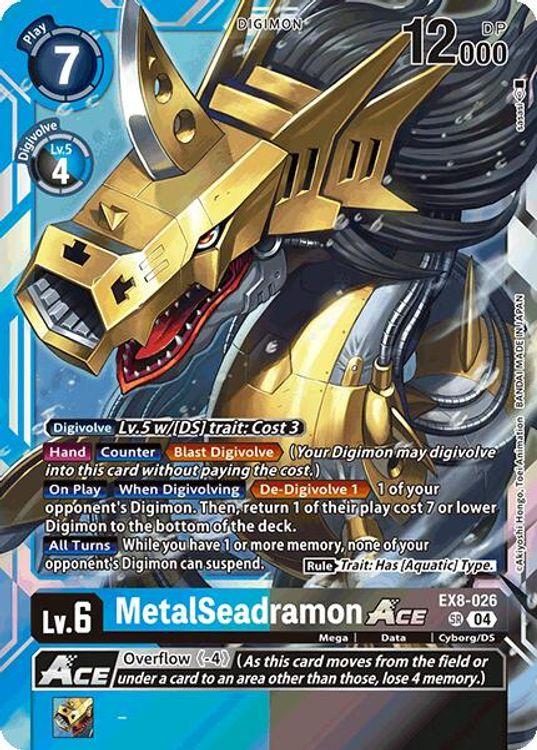 Play
7
DIGIMON
DP
12000
Digivolve
Lv.5
4
sasasi
BANDAI MADE IN JAPAN
©Akiyoshi Hongo, Toei Animation
Digivolve Lv.5 w/[DS] trait: Cost 3
Hand Counter Blast Digivolve (Your Digimon may digivolve
into this card without paying the cost.)
On Play When Digivolving De-Digivolve 1 1 of your
opponent's Digimon. Then, return 1 of their play cost 7 or lower
Digimon to the bottom of the deck.
All Turns While you have 1 or more memory, none of your
opponent's Digimon can suspend. Rule Trait: Has [Aquatic] Type.
Lv.6 MetalSeadramon ACE EX8-026
SR 04
Mega Data Cyborg/DS
ACE Overflow《-4》 (As this card moves from the field or
under a card to an area other than those, lose 4 memory.)
-